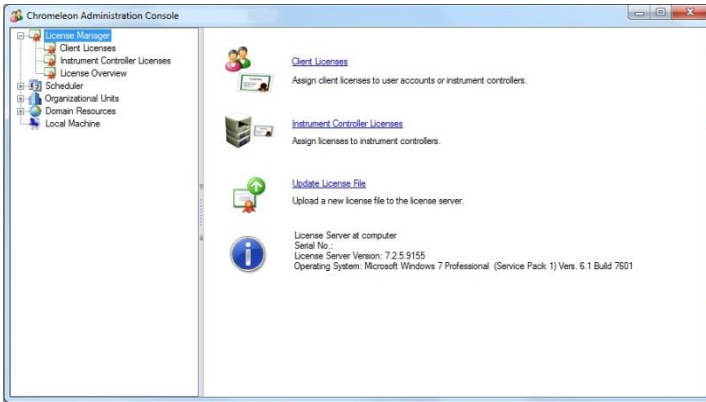 Chromeleon Administration Console
License Manager
Client Licenses
Instrument Controller Licenses
License Overview
Scheduler
Organizational Units
Domain Resources
Local Machine
Client Licenses
Assign client licenses to user accounts or instrument controllers.
Instrument Controller Licenses
Assign licenses to instrument controllers.
Update License File
Upload a new license file to the license server.
License Server at computer
Serial No.:
License Server Version: 7.2.5.9155
Operating System: Microsoft Windows 7 Professional (Service Pack 1) Vers. 6.1 Build 7601